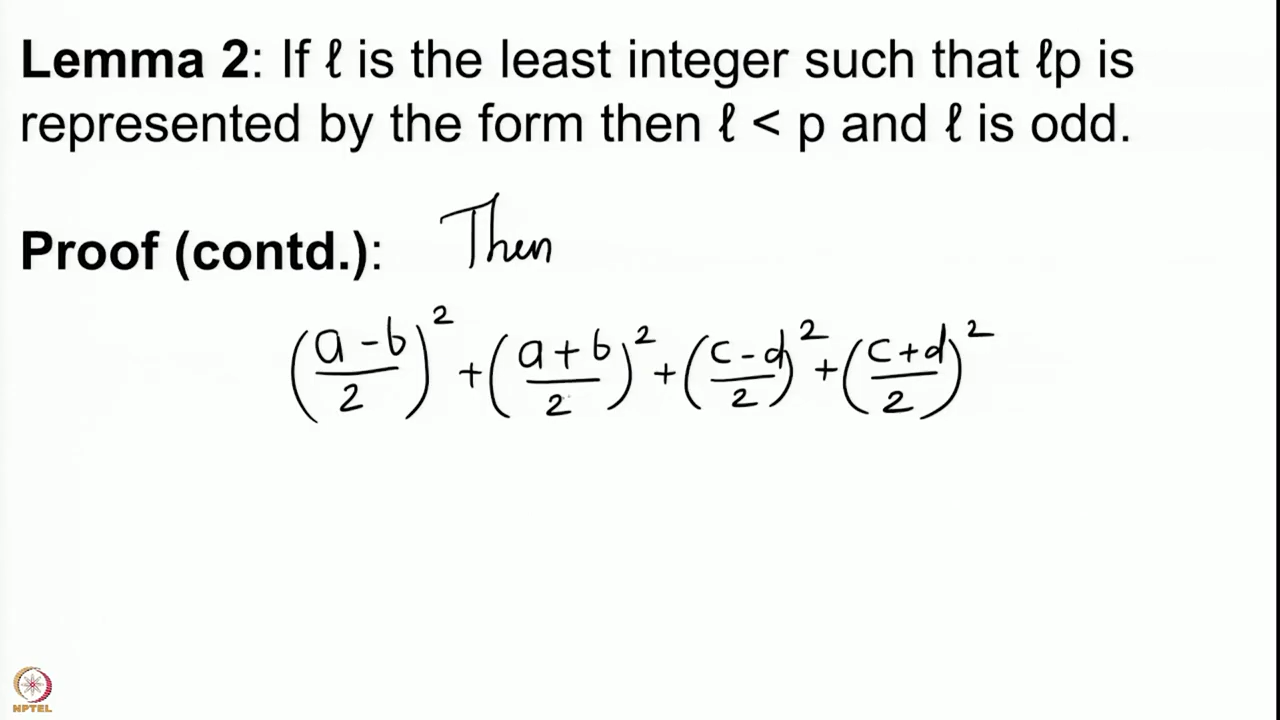 Lemma 2: If ℓ is the least integer such that ℓp is
represented by the form then ℓ < p and ℓ is odd.
Proof (contd.): Then
((a-b)/2)² + ((a+b)/2)² + ((c-d)/2)² + ((c+d)/2)²
NPTEL